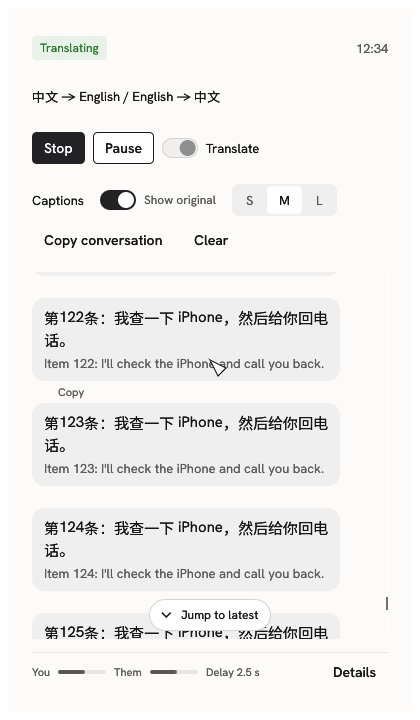 Translating
12:34
中文 → English / English → 中文
Stop
Pause
Translate
Captions
Show original
S
M
L
Copy conversation
Clear
第122条：我查一下 iPhone，然后给你回电
话。
Item 122: I'll check the iPhone and call you back.
Copy
第123条：我查一下 iPhone，然后给你回电
话。
Item 123: I'll check the iPhone and call you back.
第124条：我查一下 iPhone，然后给你回电
话。
Item 124: I'll check the iPhone and call you back.
Jump to latest
第125条：我查一下 iPhone，然后给你回电
You
Them
Delay 2.5 s
Details